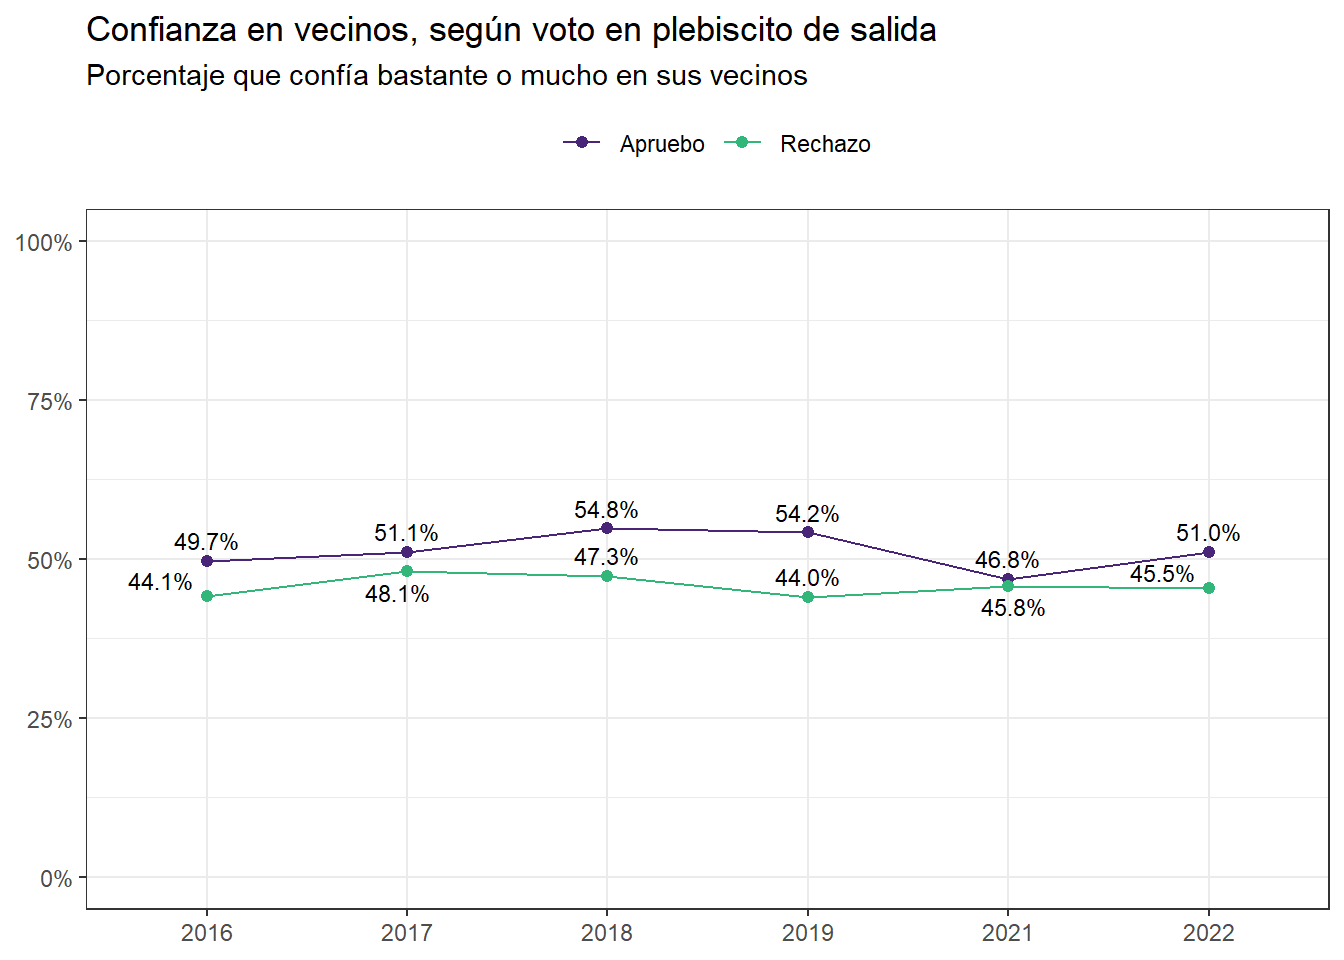 Confianza en vecinos, según voto en plebiscito de salida
Porcentaje que confía bastante o mucho en sus vecinos
Apruebo Rechazo
100%
75%
50%
25%
0%
49.7% 51.1% 54.8% 54.2% 46.8% 51.0%
44.1% 48.1% 47.3% 44.0% 45.8% 45.5%
2016 2017 2018 2019 2021 2022